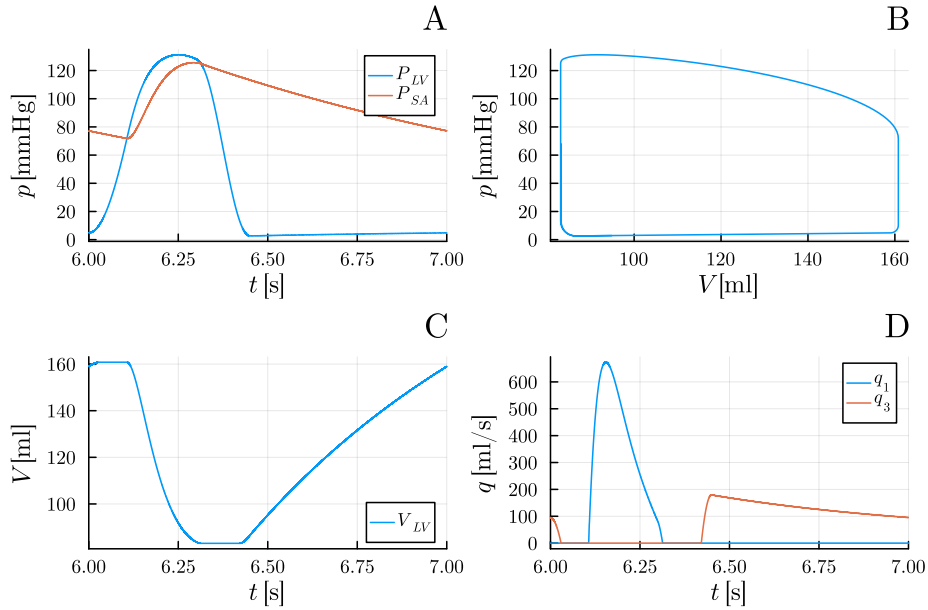 A
p [mmHg]
120
100
80
60
40
20
0
P_LV
P_SA
6.00 6.25 6.50 6.75 7.00
t [s]
B
p [mmHg]
120
100
80
60
40
20
0
100 120 140 160
V[ml]
C
V [ml]
160
140
120
100
V_LV
6.00 6.25 6.50 6.75 7.00
t [s]
D
q [ml/s]
600
500
400
300
200
100
0
q_1
q_3
6.00 6.25 6.50 6.75 7.00
t [s]